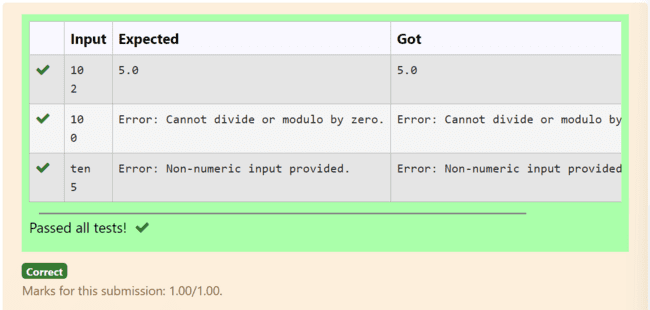 Input Expected Got
10 5.0 5.0
2
10 Error: Cannot divide or modulo by zero. Error: Cannot divide or modulo by
0
ten Error: Non-numeric input provided. Error: Non-numeric input provided
5
Passed all tests!
Correct
Marks for this submission: 1.00/1.00.